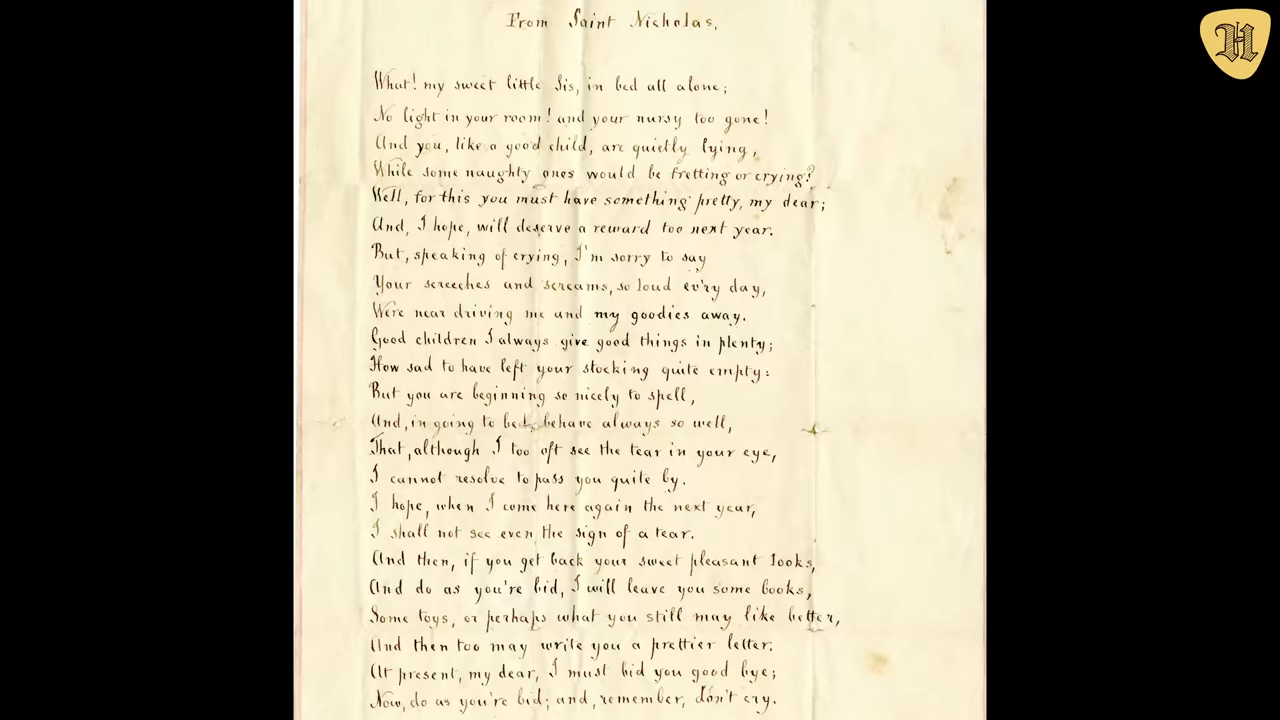 From Saint Nicholas.
What! my sweet little Sis, in bed all alone;
No light in your room! and your nursy too gone!
And you, like a good child, are quietly lying,
While some naughty ones would be fretting or crying?
Well, for this you must have something pretty, my dear;
And, I hope, will deserve a reward too next year.
But, speaking of crying, I'm sorry to say
Your screeches and screams, so loud ev'ry day,
Were near driving me and my goodies away.
Good children I always give good things in plenty;
How sad to have left your stocking quite empty:
But you are beginning so nicely to spell,
And, in going to bed, behave always so well,
That, although I too oft see the tear in your eye,
I cannot resolve to pass you quite by.
I hope, when I come here again the next year,
I shall not see even the sign of a tear.
And then, if you get back your sweet pleasant looks,
And do as you're bid, I will leave you some books,
Some toys, or perhaps what you still may like better,
And then too may write you a prettier letter.
At present, my dear, I must bid you good bye;
Now, do as you're bid; and, remember, don't cry.
H